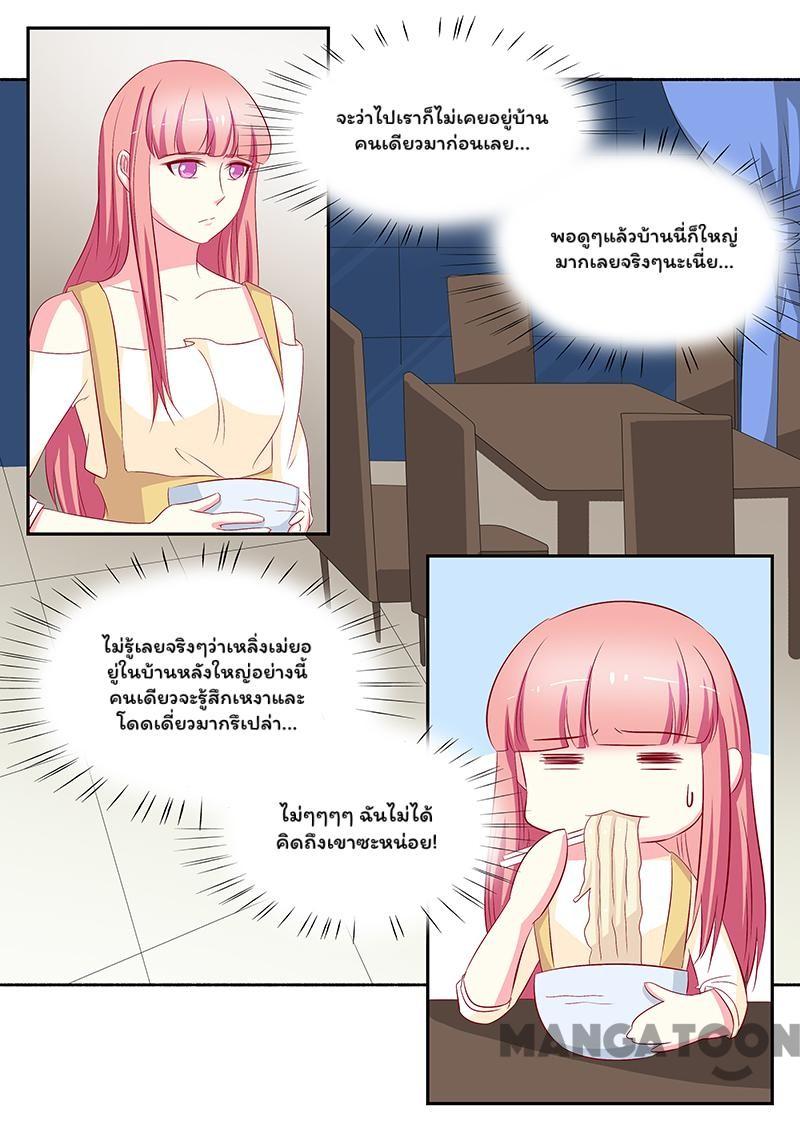 จะว่าไปเราก็ไม่เคยอยู่บ้าน
คนเดียวมาก่อนเลย...
พอดูๆแล้วบ้านนี่ก็ใหญ่
มากเลยจริงๆนะเนี่ย...
ไม่รู้เลยจริงๆว่าเหลิ่งเม่ยอ
ยู่ในบ้านหลังใหญ่อย่างนี้
คนเดียวจะรู้สึกเหงาและ
โดดเดี่ยวมากรึเปล่า...
ไม่ๆๆๆๆ ฉันไม่ได้
คิดถึงเขาซะหน่อย!
MANGATOON